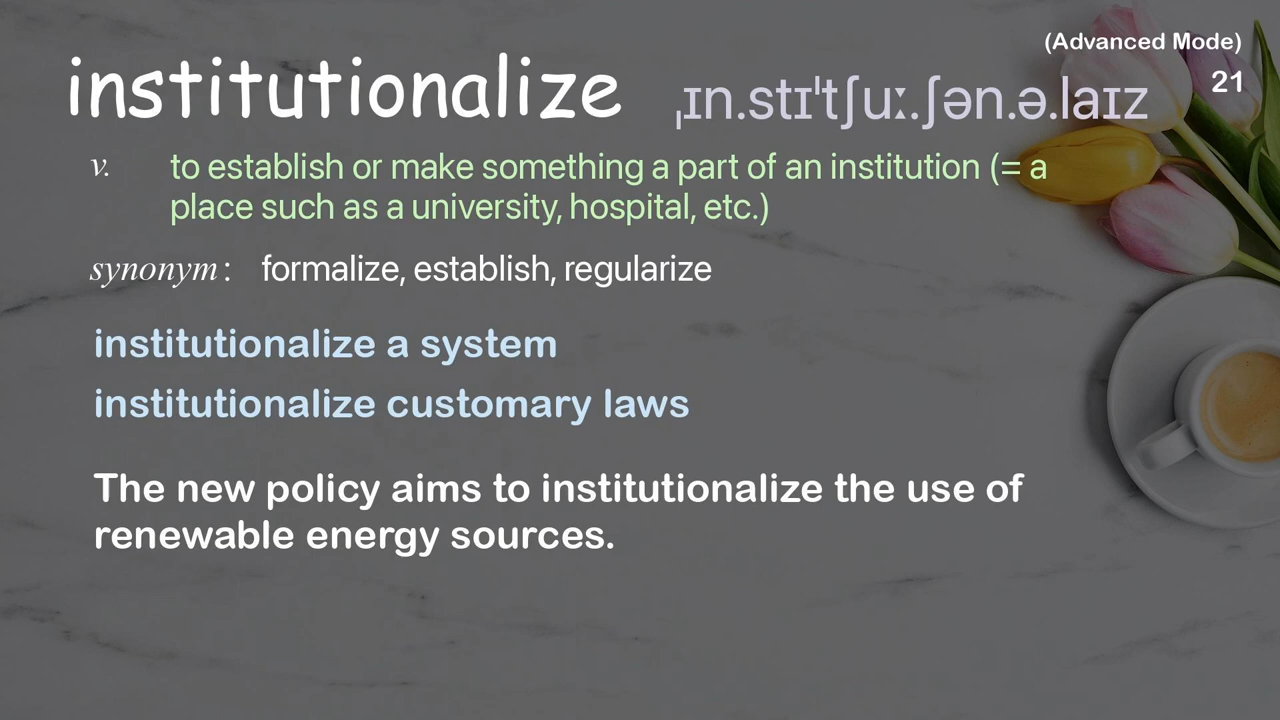 (Advanced Mode)
institutionalize ˌɪn.stɪˈtʃuː.ʃən.ə.laɪz 21
v. to establish or make something a part of an institution (= a
place such as a university, hospital, etc.)
synonym: formalize, establish, regularize
institutionalize a system
institutionalize customary laws
The new policy aims to institutionalize the use of
renewable energy sources.